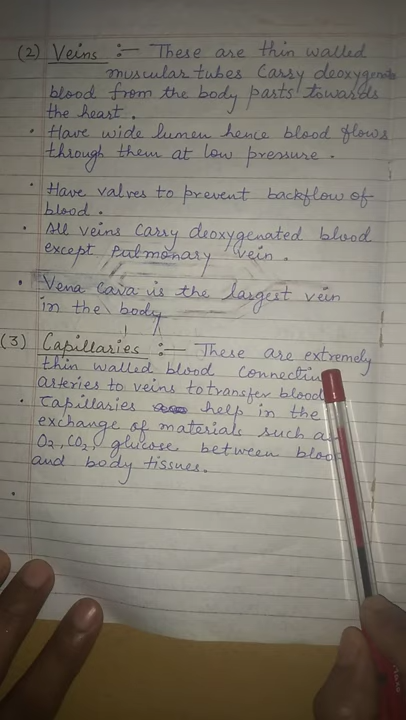 (2) Veins :— These are thin walled
muscular tubes Carry deoxygenate
blood from the body parts towards
the heart.
• Have wide lumen hence blood flows
through them at low pressure.
• Have valves to prevent backflow of
blood.
• All veins Carry deoxygenated blood
except Pulmonary vein.
• Vena Cava is the largest vein
in the body
(3) Capillaries :— These are extremely
thin walled blood connectin
arteries to veins to transfer blood
• Capillaries help in the
exchange of materials such as
O2, CO2, glucose between bloo
and body tissues.
•